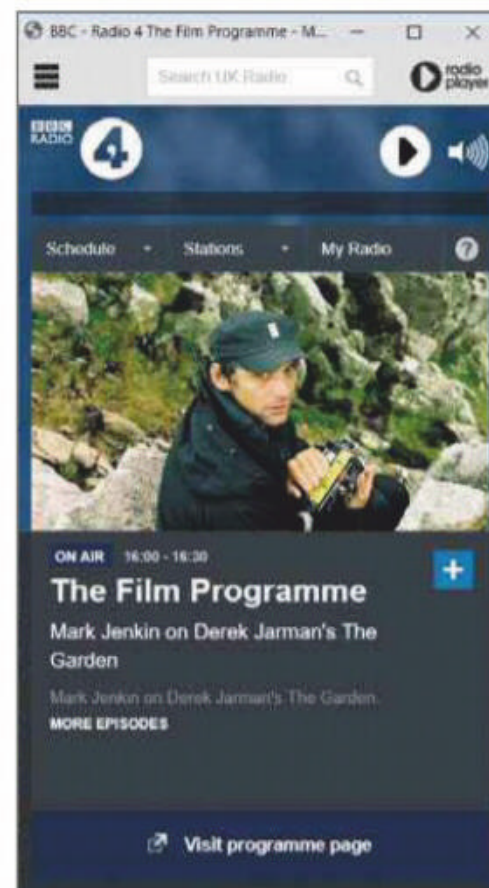 BBC - Radio 4 The Film Programme - M...
Search UK Radio
radio
player
BBC
RADIO
4
Schedule
Stations
My Radio
?
ON AIR 16:00 - 16:30
The Film Programme
+
Mark Jenkin on Derek Jarman's The
Garden
Mark Jenkin on Derek Jarman's The Garden.
MORE EPISODES
Visit programme page